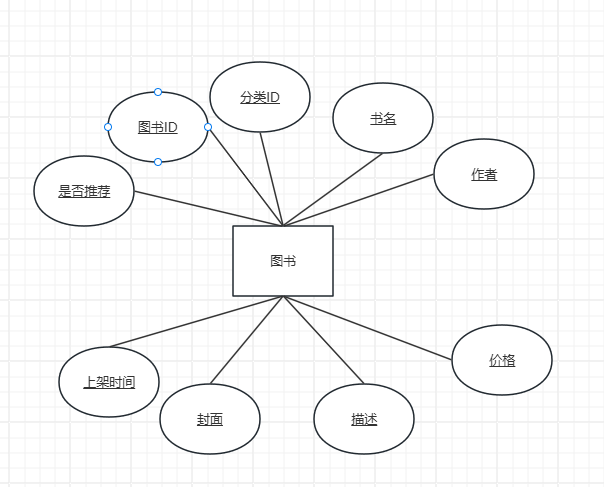 分类ID
书名
图书ID
作者
是否推荐
图书
价格
上架时间
封面
描述